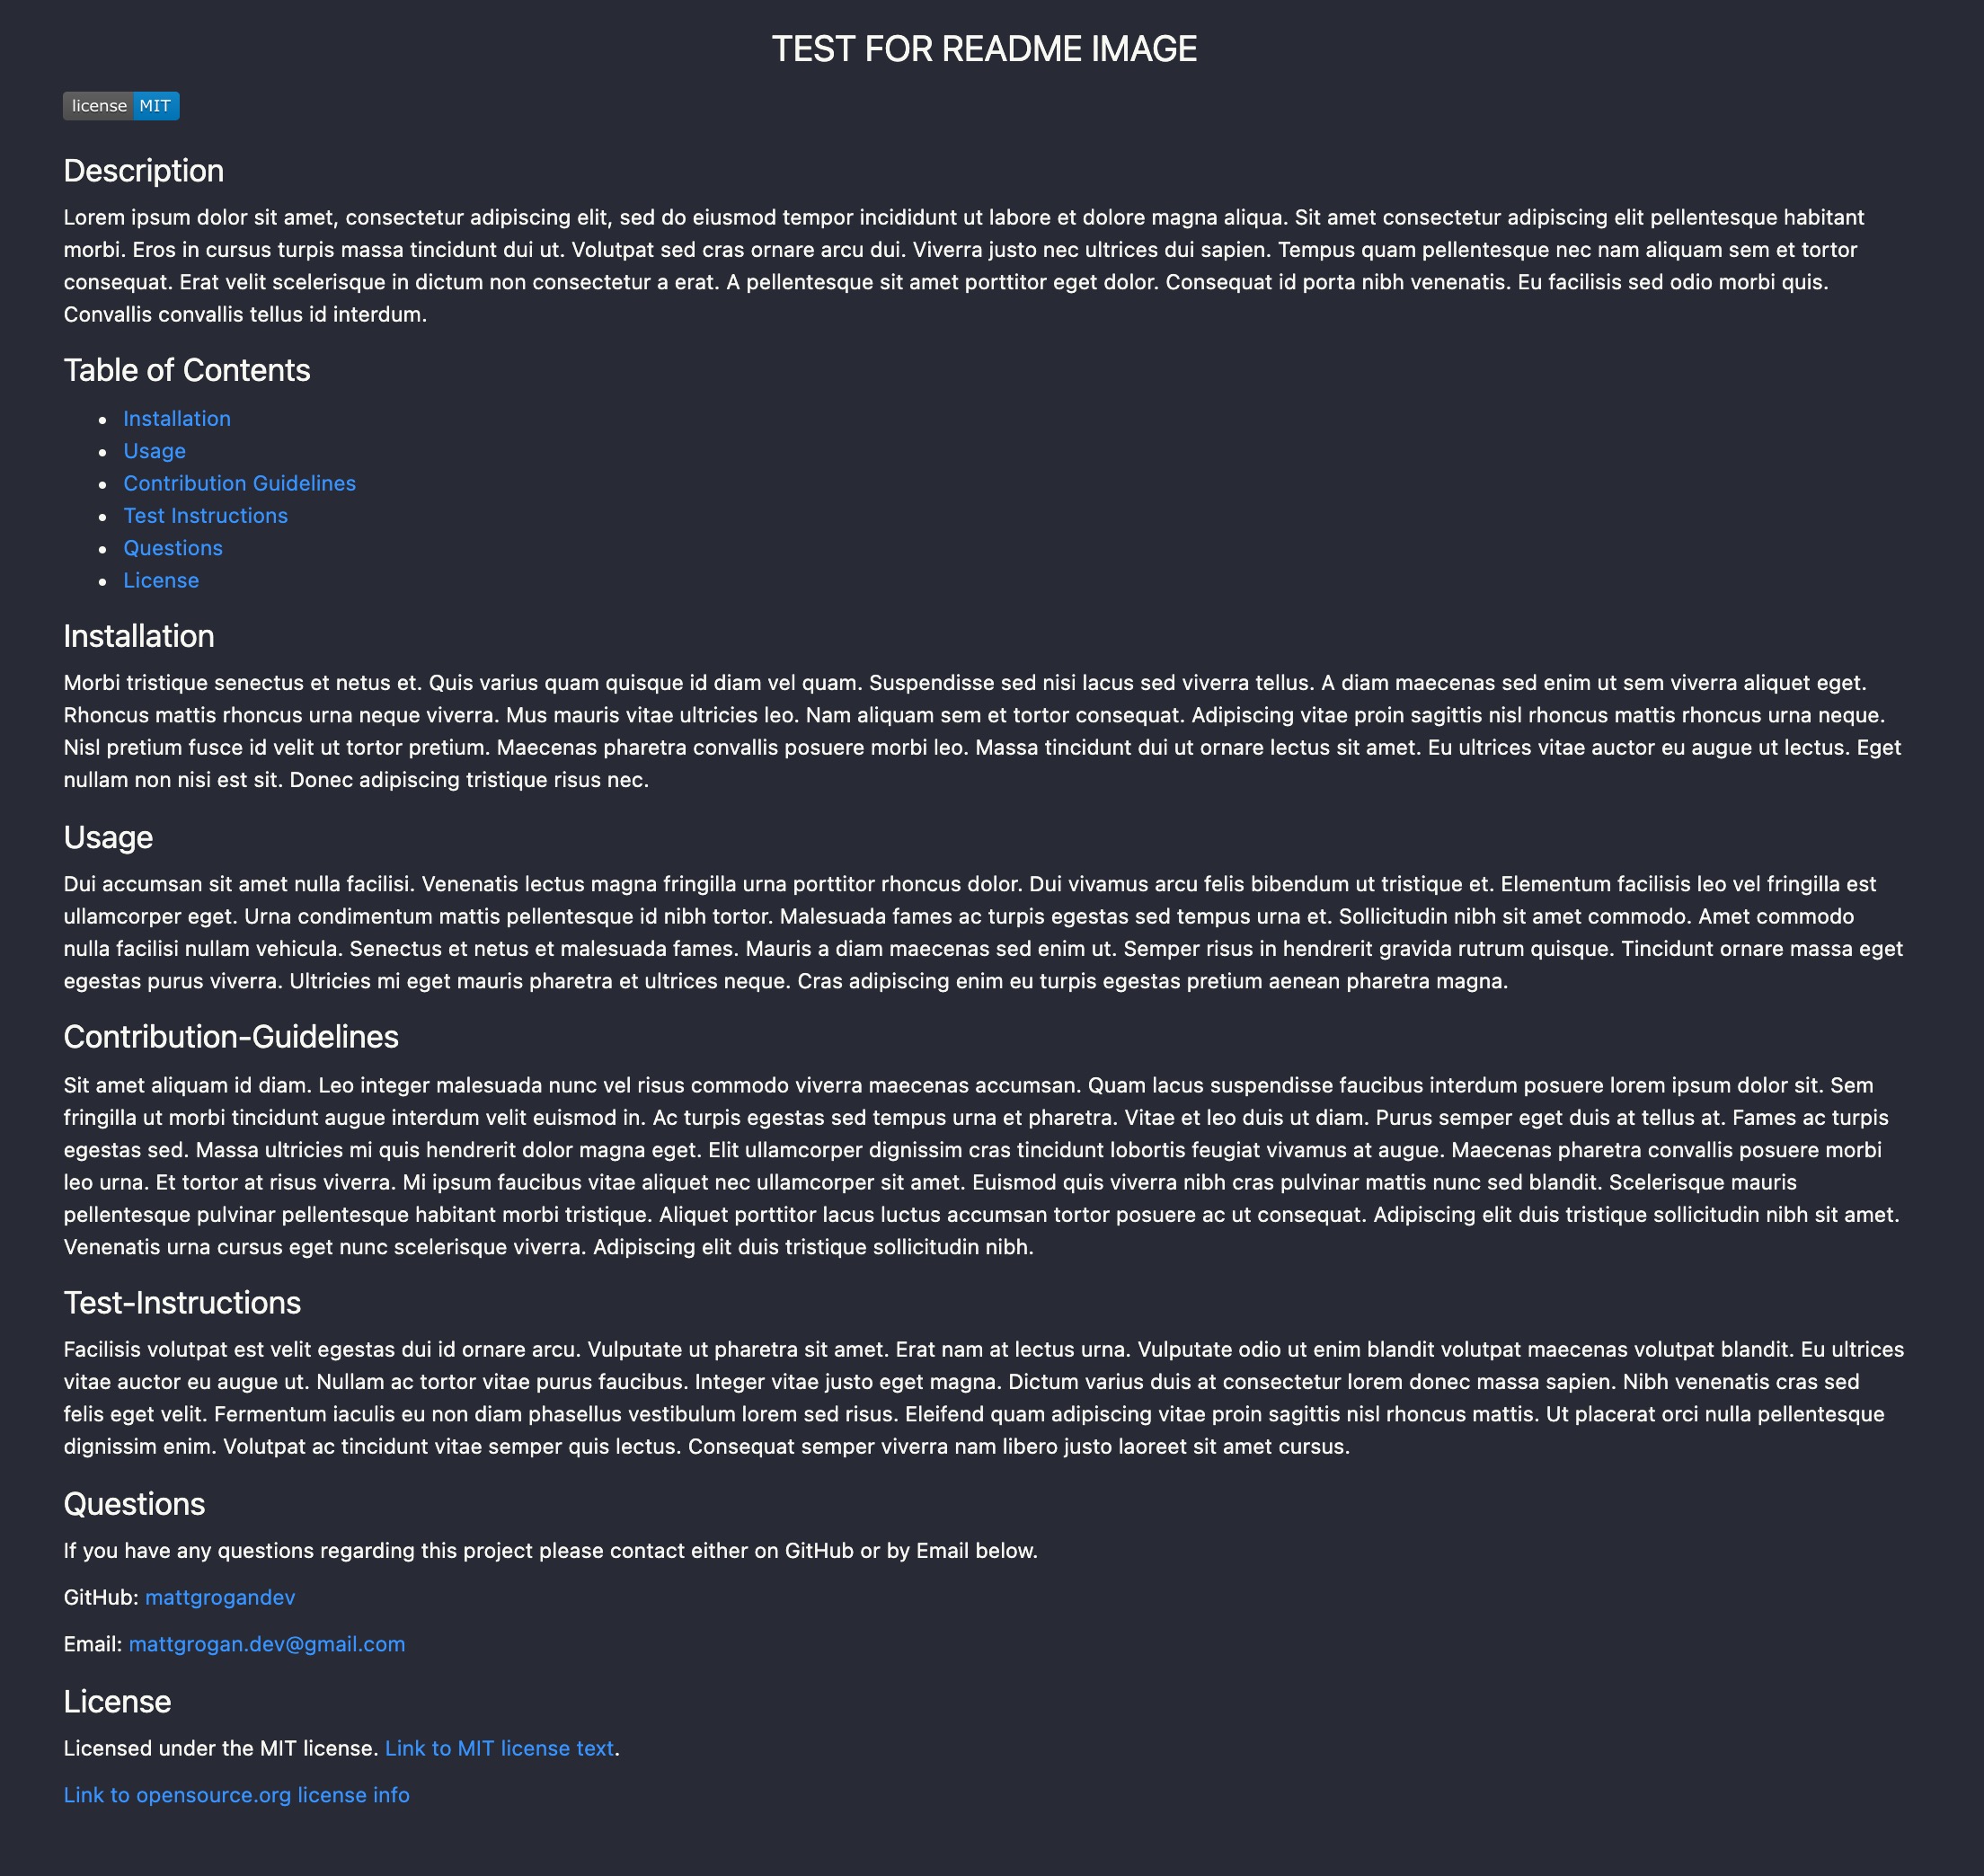 TEST FOR README IMAGE
license MIT
Description
Lorem ipsum dolor sit amet, consectetur adipiscing elit, sed do eiusmod tempor incididunt ut labore et dolore magna aliqua. Sit amet consectetur adipiscing elit pellentesque habitant
morbi. Eros in cursus turpis massa tincidunt dui ut. Volutpat sed cras ornare arcu dui. Viverra justo nec ultrices dui sapien. Tempus quam pellentesque nec nam aliquam sem et tortor
consequat. Erat velit scelerisque in dictum non consectetur a erat. A pellentesque sit amet porttitor eget dolor. Consequat id porta nibh venenatis. Eu facilisis sed odio morbi quis.
Convallis convallis tellus id interdum.
Table of Contents
• Installation
• Usage
• Contribution Guidelines
• Test Instructions
• Questions
• License
Installation
Morbi tristique senectus et netus et. Quis varius quam quisque id diam vel quam. Suspendisse sed nisi lacus sed viverra tellus. A diam maecenas sed enim ut sem viverra aliquet eget.
Rhoncus mattis rhoncus urna neque viverra. Mus mauris vitae ultricies leo. Nam aliquam sem et tortor consequat. Adipiscing vitae proin sagittis nisl rhoncus mattis rhoncus urna neque.
Nisl pretium fusce id velit ut tortor pretium. Maecenas pharetra convallis posuere morbi leo. Massa tincidunt dui ut ornare lectus sit amet. Eu ultrices vitae auctor eu augue ut lectus. Eget
nullam non nisi est sit. Donec adipiscing tristique risus nec.
Usage
Dui accumsan sit amet nulla facilisi. Venenatis lectus magna fringilla urna porttitor rhoncus dolor. Dui vivamus arcu felis bibendum ut tristique et. Elementum facilisis leo vel fringilla est
ullamcorper eget. Urna condimentum mattis pellentesque id nibh tortor. Malesuada fames ac turpis egestas sed tempus urna et. Sollicitudin nibh sit amet commodo. Amet commodo
nulla facilisi nullam vehicula. Senectus et netus et malesuada fames. Mauris a diam maecenas sed enim ut. Semper risus in hendrerit gravida rutrum quisque. Tincidunt ornare massa eget
egestas purus viverra. Ultricies mi eget mauris pharetra et ultrices neque. Cras adipiscing enim eu turpis egestas pretium aenean pharetra magna.
Contribution-Guidelines
Sit amet aliquam id diam. Leo integer malesuada nunc vel risus commodo viverra maecenas accumsan. Quam lacus suspendisse faucibus interdum posuere lorem ipsum dolor sit. Sem
fringilla ut morbi tincidunt augue interdum velit euismod in. Ac turpis egestas sed tempus urna et pharetra. Vitae et leo duis ut diam. Purus semper eget duis at tellus at. Fames ac turpis
egestas sed. Massa ultricies mi quis hendrerit dolor magna eget. Elit ullamcorper dignissim cras tincidunt lobortis feugiat vivamus at augue. Maecenas pharetra convallis posuere morbi
leo urna. Et tortor at risus viverra. Mi ipsum faucibus vitae aliquet nec ullamcorper sit amet. Euismod quis viverra nibh cras pulvinar mattis nunc sed blandit. Scelerisque mauris
pellentesque pulvinar pellentesque habitant morbi tristique. Aliquet porttitor lacus luctus accumsan tortor posuere ac ut consequat. Adipiscing elit duis tristique sollicitudin nibh sit amet.
Venenatis urna cursus eget nunc scelerisque viverra. Adipiscing elit duis tristique sollicitudin nibh.
Test-Instructions
Facilisis volutpat est velit egestas dui id ornare arcu. Vulputate ut pharetra sit amet. Erat nam at lectus urna. Vulputate odio ut enim blandit volutpat maecenas volutpat blandit. Eu ultrices
vitae auctor eu augue ut. Nullam ac tortor vitae purus faucibus. Integer vitae justo eget magna. Dictum varius duis at consectetur lorem donec massa sapien. Nibh venenatis cras sed
felis eget velit. Fermentum iaculis eu non diam phasellus vestibulum lorem sed risus. Eleifend quam adipiscing vitae proin sagittis nisl rhoncus mattis. Ut placerat orci nulla pellentesque
dignissim enim. Volutpat ac tincidunt vitae semper quis lectus. Consequat semper viverra nam libero justo laoreet sit amet cursus.
Questions
If you have any questions regarding this project please contact either on GitHub or by Email below.
GitHub: mattgrogandev
Email: mattgrogan.dev@gmail.com
License
Licensed under the MIT license. Link to MIT license text.
Link to opensource.org license info